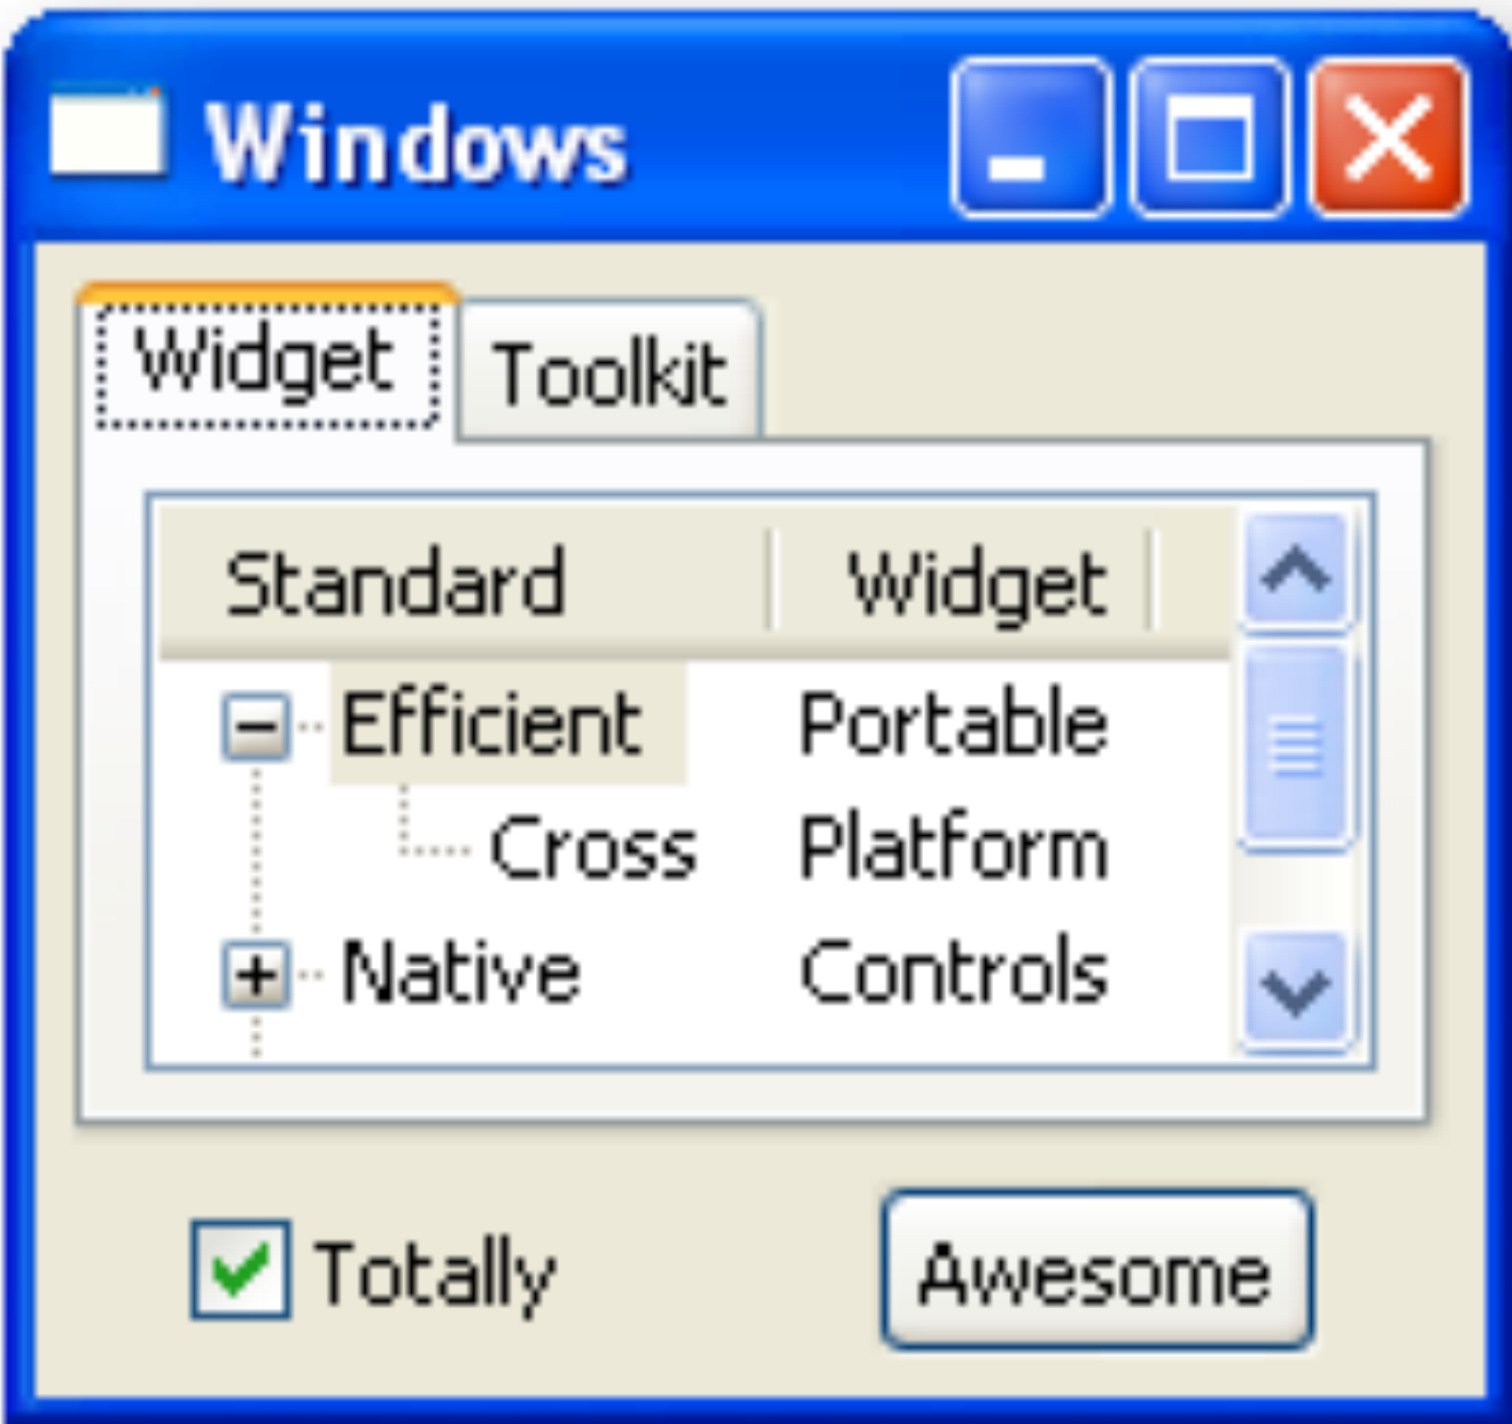 Windows
Widget Toolkit
Standard Widget
Efficient Portable
Cross Platform
Native Controls
Totally Awesome